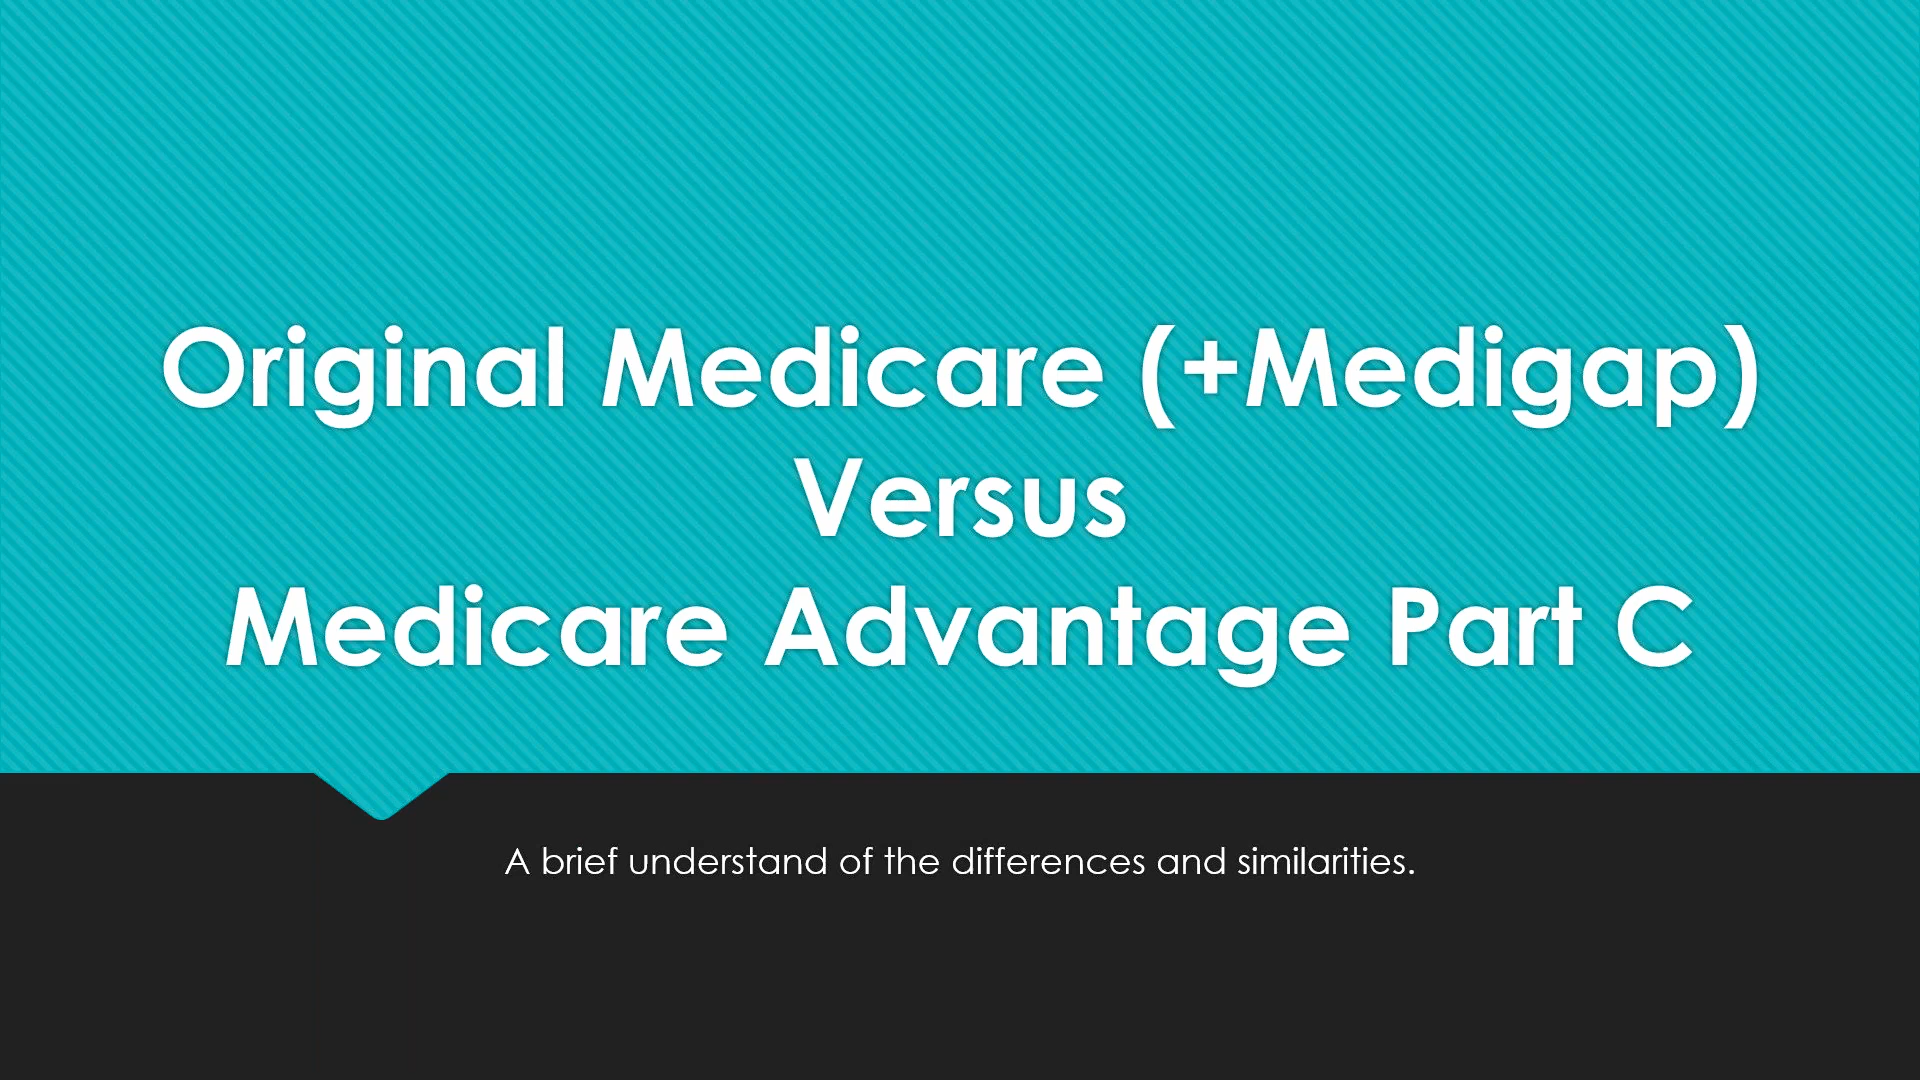 Original Medicare (+Medigap)
Versus
Medicare Advantage Part C
A brief understand of the differences and similarities.